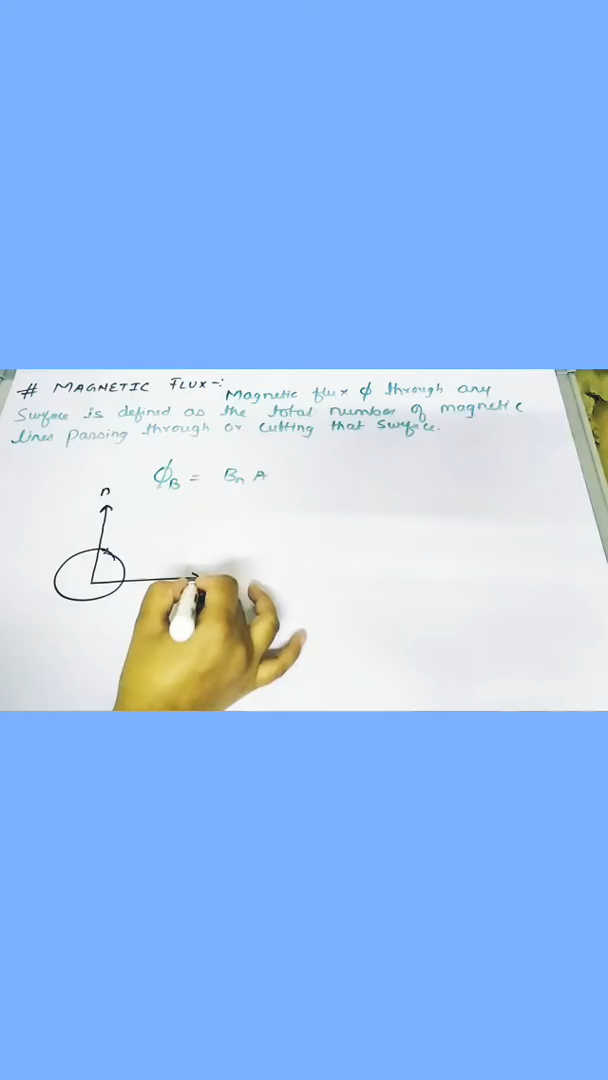 # MAGNETIC FLUX-: Magnetic flux ϕ through any
Surface is defined as the total number of magnetic
lines passing through or cutting that surface.
ϕB = Bn A
n